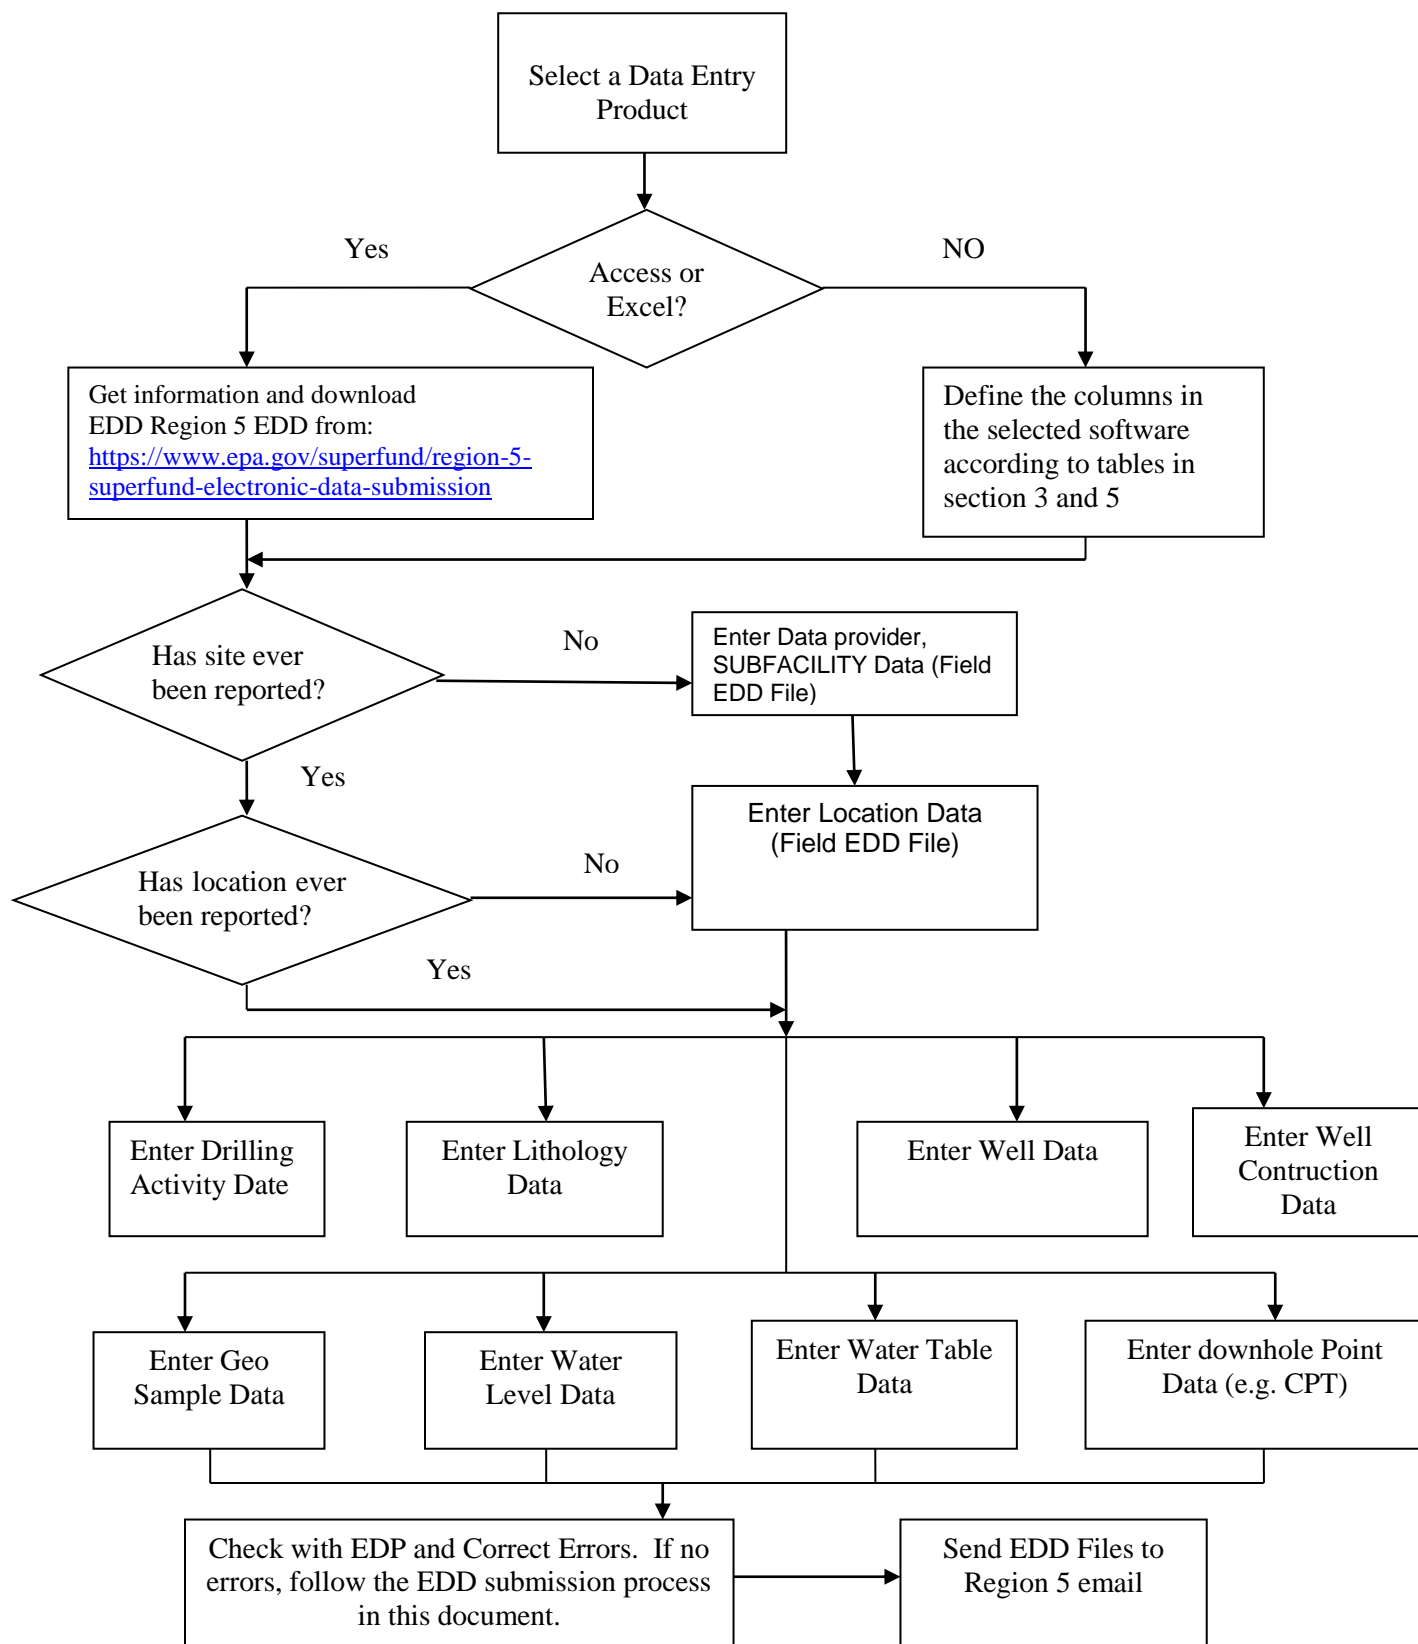 Select a Data Entry
Product
Yes
NO
Access or
Excel?
Get information and download
EDD Region 5 EDD from:
https://www.epa.gov/superfund/region-5-
superfund-electronic-data-submission
Define the columns in
the selected software
according to tables in
section 3 and 5
Has site ever
been reported?
No
Enter Data provider,
SUBFACILITY Data (Field
EDD File)
Yes
Enter Location Data
(Field EDD File)
Has location ever
been reported?
No
Yes
Enter Drilling
Activity Date
Enter Lithology
Data
Enter Well Data
Enter Well
Contruction
Data
Enter Geo
Sample Data
Enter Water
Level Data
Enter Water Table
Data
Enter downhole Point
Data (e.g. CPT)
Check with EDP and Correct Errors.  If no
errors, follow the EDD submission process
in this document.
Send EDD Files to
Region 5 email